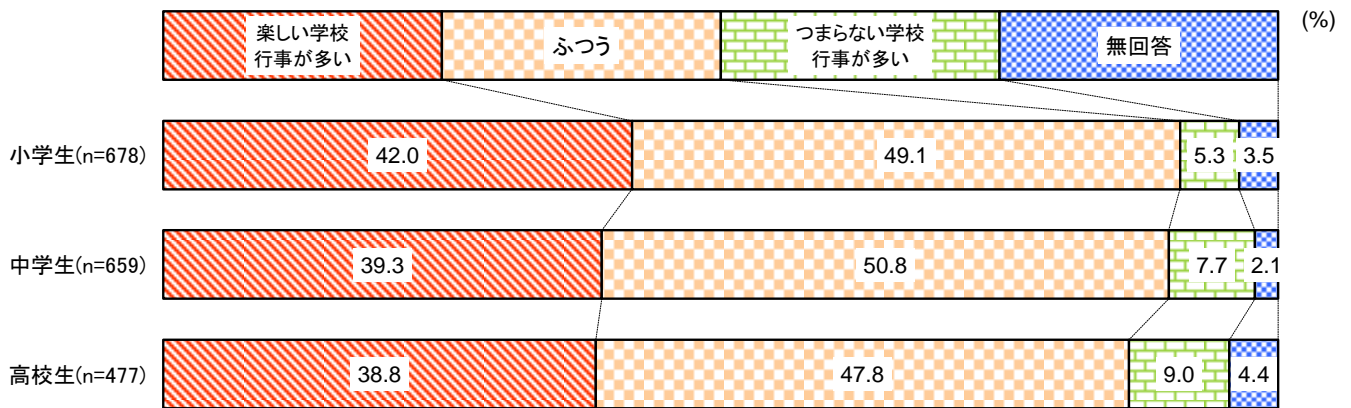 (%)
楽しい学校
行事が多い
ふつう
つまらない学校
行事が多い
無回答
小学生(n=678)
42.0
49.1
5.3
3.5
中学生(n=659)
39.3
50.8
7.7
2.1
高校生(n=477)
38.8
47.8
9.0
4.4